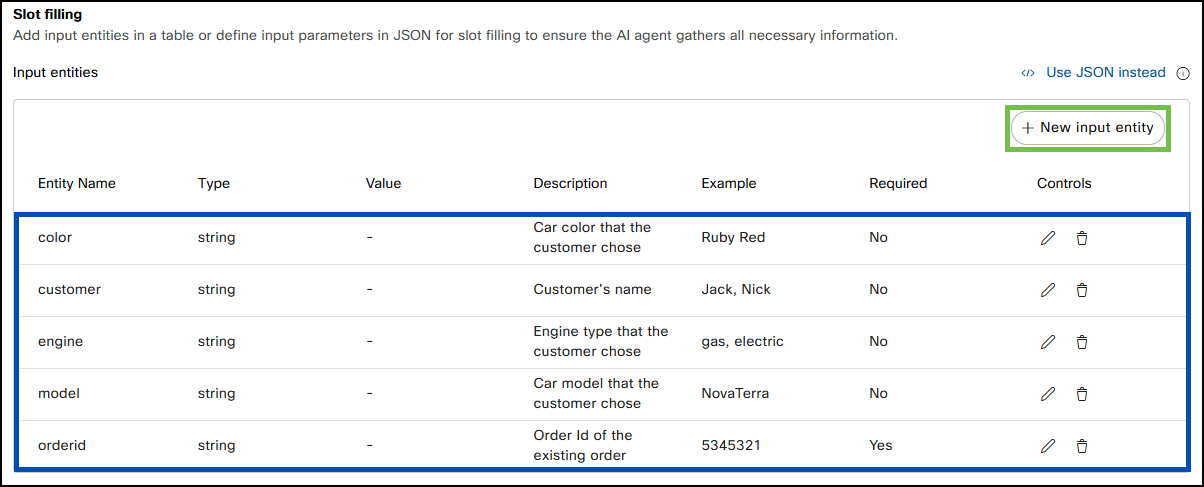 Slot filling
Add input entities in a table or define input parameters in JSON for slot filling to ensure the AI agent gathers all necessary information.
Input entities
</> Use JSON instead
+ New input entity
Entity Name Type Value Description Example Required Controls
color string - Car color that the customer chose Ruby Red No
customer string - Customer's name Jack, Nick No
engine string - Engine type that the customer chose gas, electric No
model string - Car model that the customer chose NovaTerra No
orderid string - Order Id of the existing order 5345321 Yes